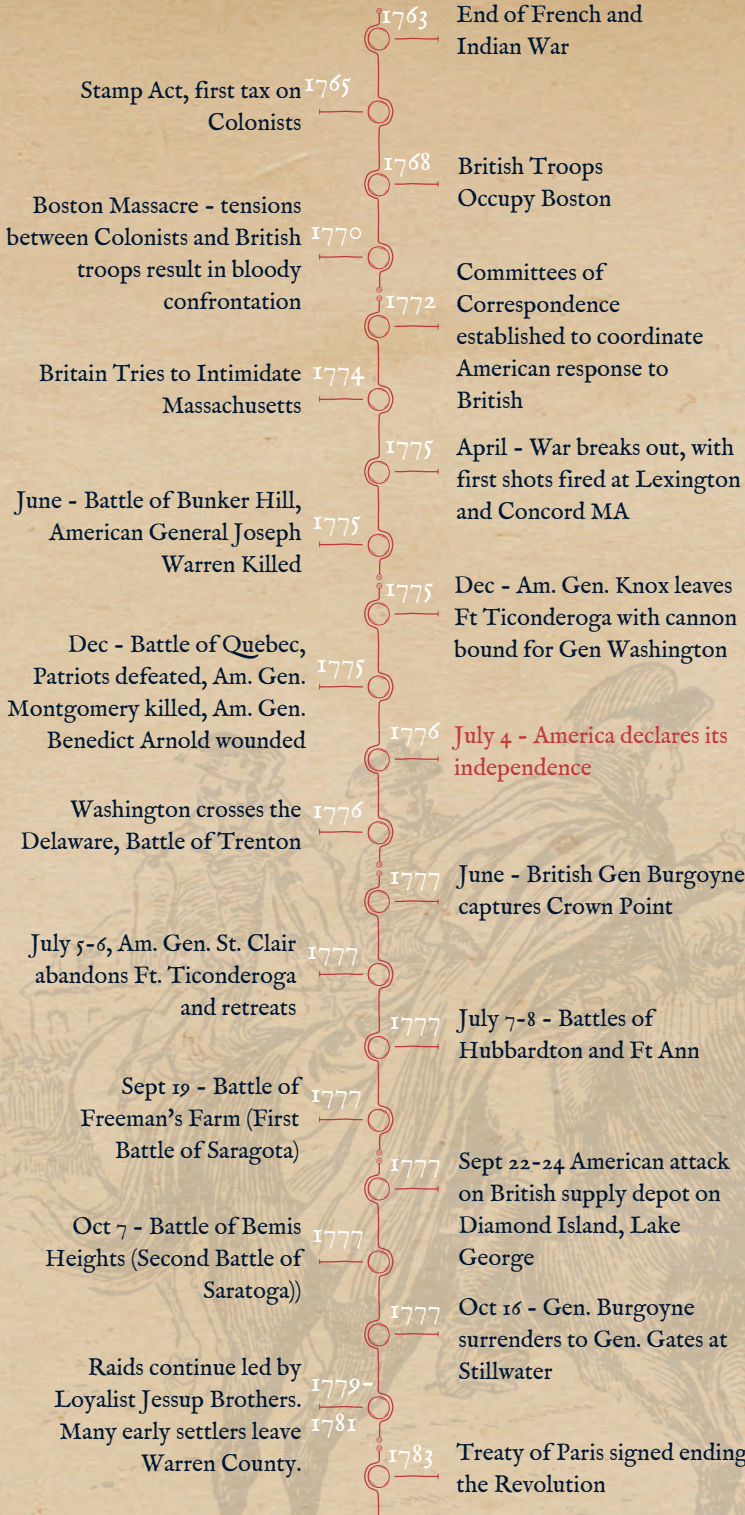 1763
End of French and
Indian War
1765
Stamp Act, first tax on
Colonists
1768
British Troops
Occupy Boston
1770
Boston Massacre - tensions
between Colonists and British
troops result in bloody
confrontation
1772
Committees of
Correspondence
established to coordinate
American response to
British
1774
Britain Tries to Intimidate
Massachusetts
1775
April - War breaks out, with
first shots fired at Lexington
and Concord MA
1775
June - Battle of Bunker Hill,
American General Joseph
Warren Killed
1775
Dec - Am. Gen. Knox leaves
Ft Ticonderoga with cannon
bound for Gen Washington
1775
Dec - Battle of Quebec,
Patriots defeated, Am. Gen.
Montgomery killed, Am. Gen.
Benedict Arnold wounded
1776
July 4 - America declares its
independence
1776
Washington crosses the
Delaware, Battle of Trenton
1777
June - British Gen Burgoyne
captures Crown Point
1777
July 5-6, Am. Gen. St. Clair
abandons Ft. Ticonderoga
and retreats
1777
July 7-8 - Battles of
Hubbardton and Ft Ann
1777
Sept 19 - Battle of
Freeman's Farm (First
Battle of Saragota)
1777
Sept 22-24 American attack
on British supply depot on
Diamond Island, Lake
George
1777
Oct 7 - Battle of Bemis
Heights (Second Battle of
Saratoga))
1777
Oct 16 - Gen. Burgoyne
surrenders to Gen. Gates at
Stillwater
1779-
1781
Raids continue led by
Loyalist Jessup Brothers.
Many early settlers leave
Warren County.
1783
Treaty of Paris signed ending
the Revolution